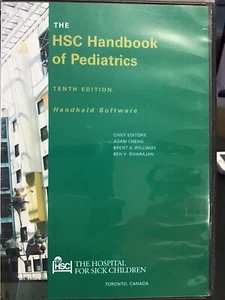 THE
HSC Handbook
of Pediatrics
TENTH EDITION
Handheld Software
CHIEF EDITORS
ADAM CHENG,
BRENT A. WILLIAMS
BEN V. SIVARAJAN
HSC
THE HOSPITAL
FOR SICK CHILDREN
TORONTO, CANADA